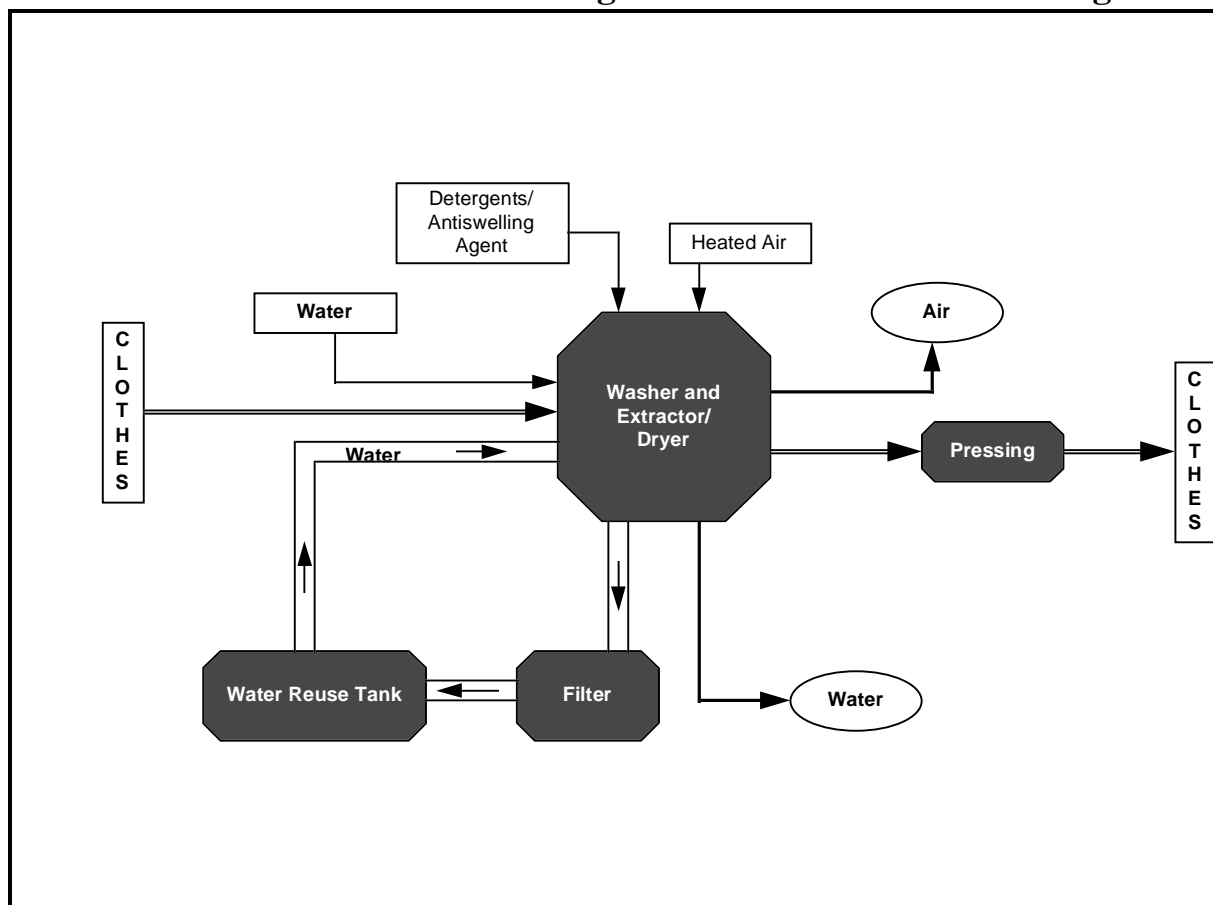 Detergents/
Antiswelling
Agent
Heated Air
Water
Air
C
L
O
T
H
E
S
Washer and
Extractor/
Dryer
Water
Pressing
C
L
O
T
H
E
S
Water Reuse Tank
Filter
Water